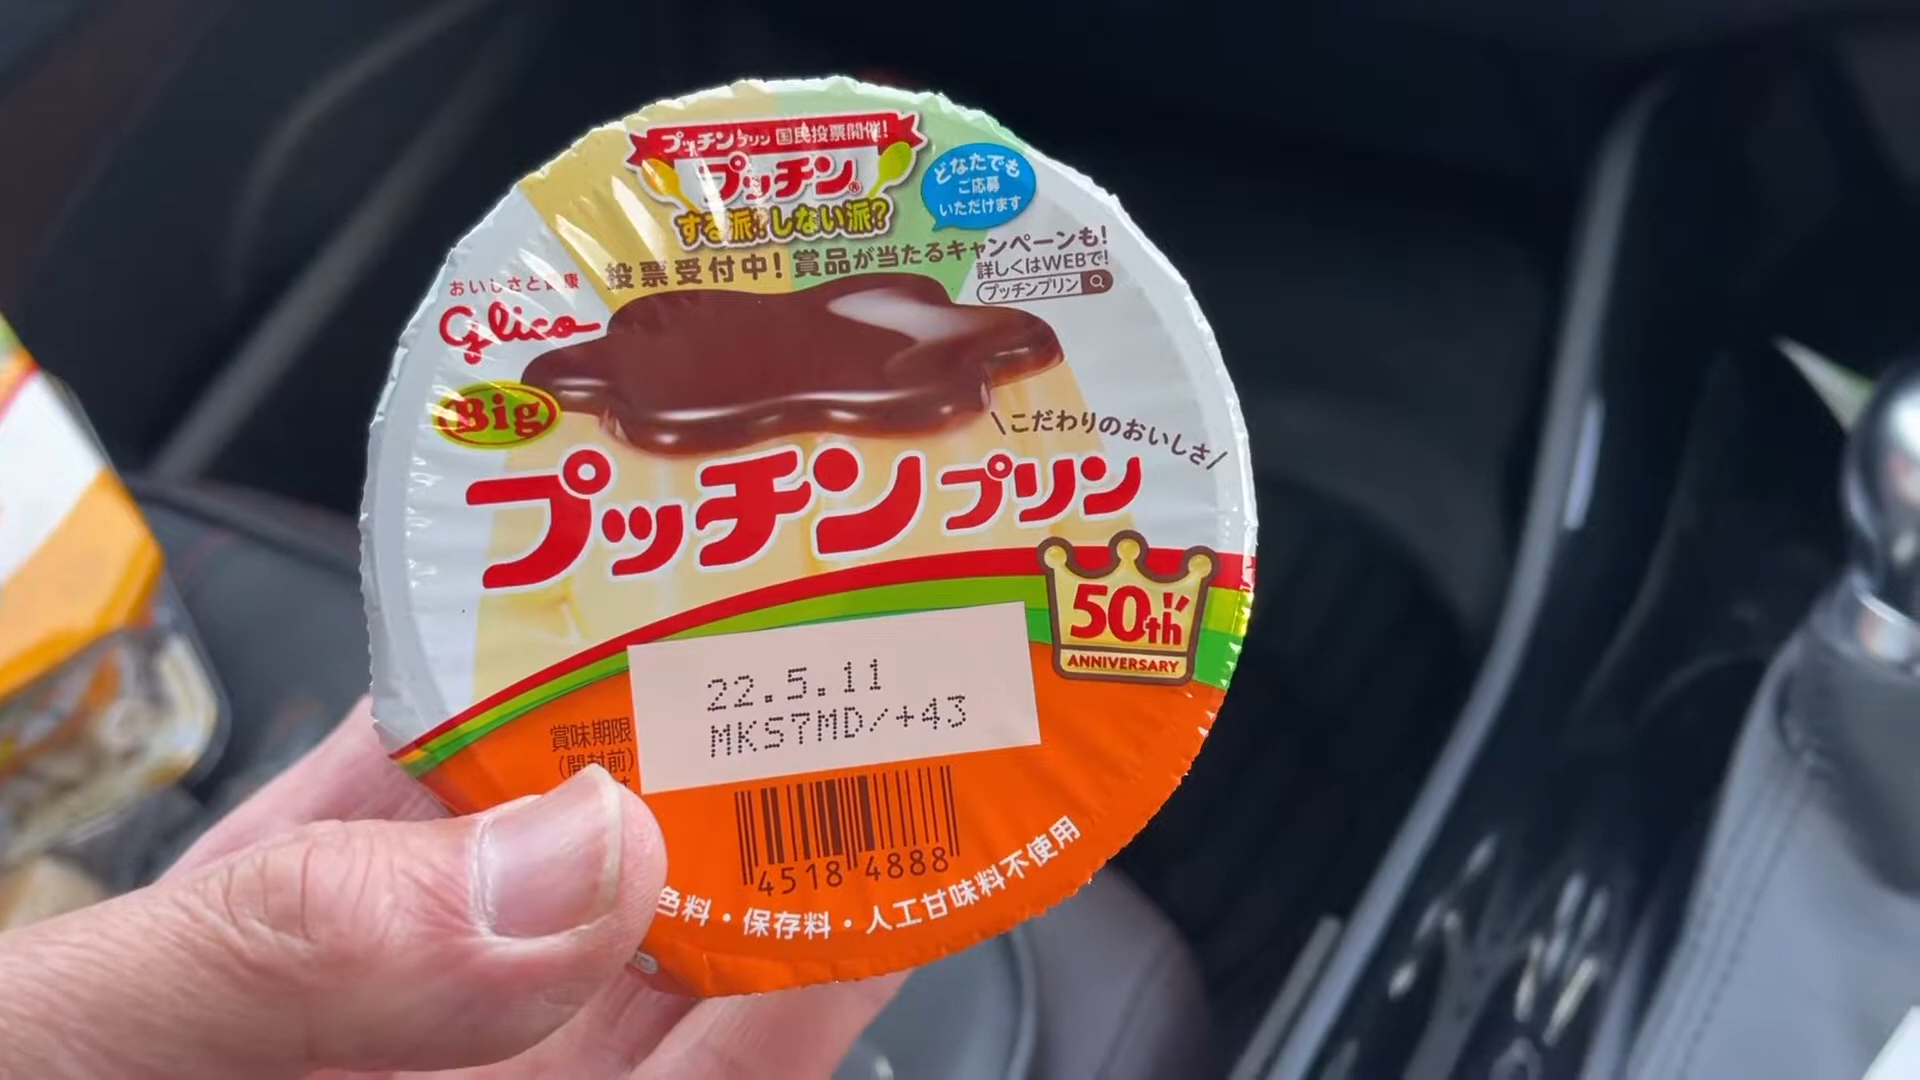 プッチンプリン 国民投票開催!
プッチン®
する派?しない派?
どなたでも
ご応募
いただけます
投票受付中! 賞品が当たるキャンペーンも!
詳しくはWEBで!
プッチンプリン
おいしさと健康
Glico
Big
\こだわりのおいしさ/
プッチンプリン
50th
ANNIVERSARY
22.5.11
MKS7MD/+43
賞味期限
(開封前)
4518 4888
色料・保存料・人工甘味料不使用